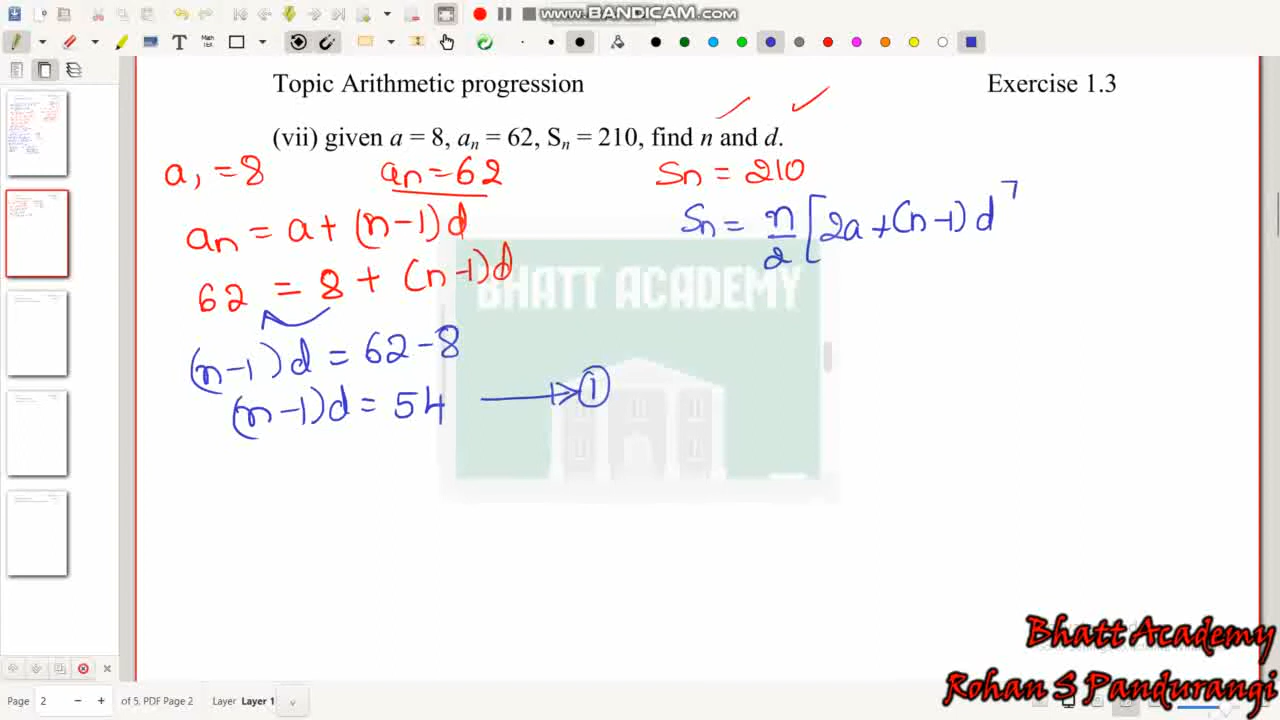 www.BANDICAM.com
Topic Arithmetic progression Exercise 1.3
(vii) given a = 8, aₙ = 62, Sₙ = 210, find n and d.
a₁ = 8 aₙ = 62 Sₙ = 210
aₙ = a + (n-1)d Sₙ = n/2 [2a + (n-1)d
62 = 8 + (n-1)d
(n-1)d = 62 - 8
(n-1)d = 54 ①
BHATT ACADEMY
Bhatt Academy
Rohan S Pandurangi
Page 2 of 5. PDF Page 2 Layer Layer 1